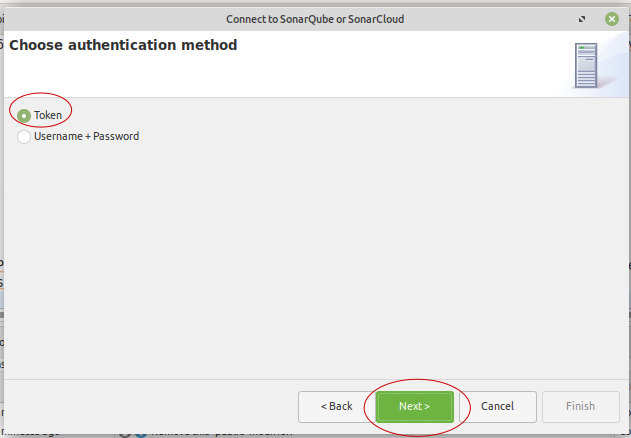 Connect to SonarQube or SonarCloud
Choose authentication method
Token
Username + Password
< Back
Next >
Cancel
Finish